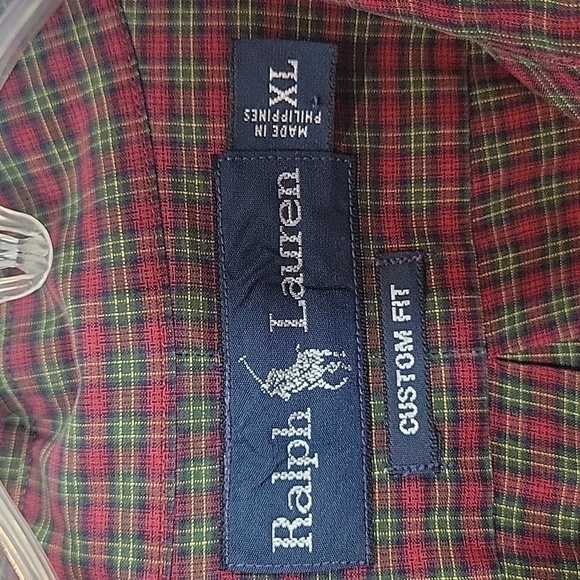 Ralph Lauren
CUSTOM FIT
XL
MADE IN
PHILIPPINES